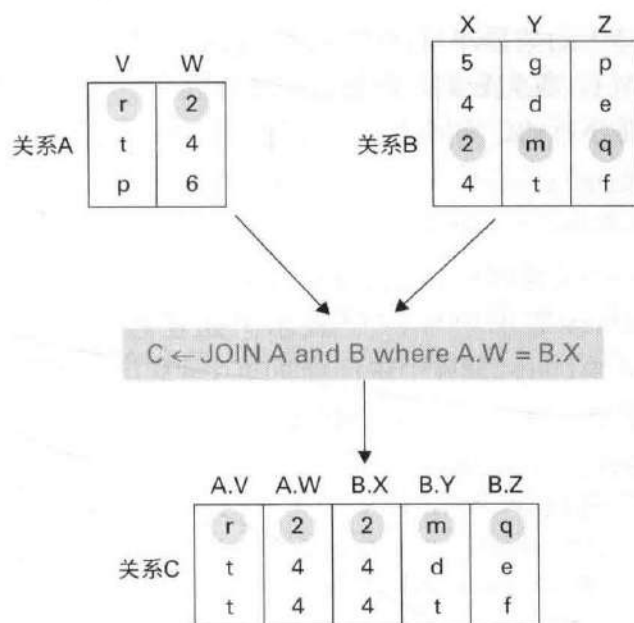 V W
关系A
r 2
t 4
p 6
X Y Z
关系B
5 g p
4 d e
2 m q
4 t f
C ← JOIN A and B where A.W = B.X
A.V A.W B.X B.Y B.Z
关系C
r 2 2 m q
t 4 4 d e
t 4 4 t f